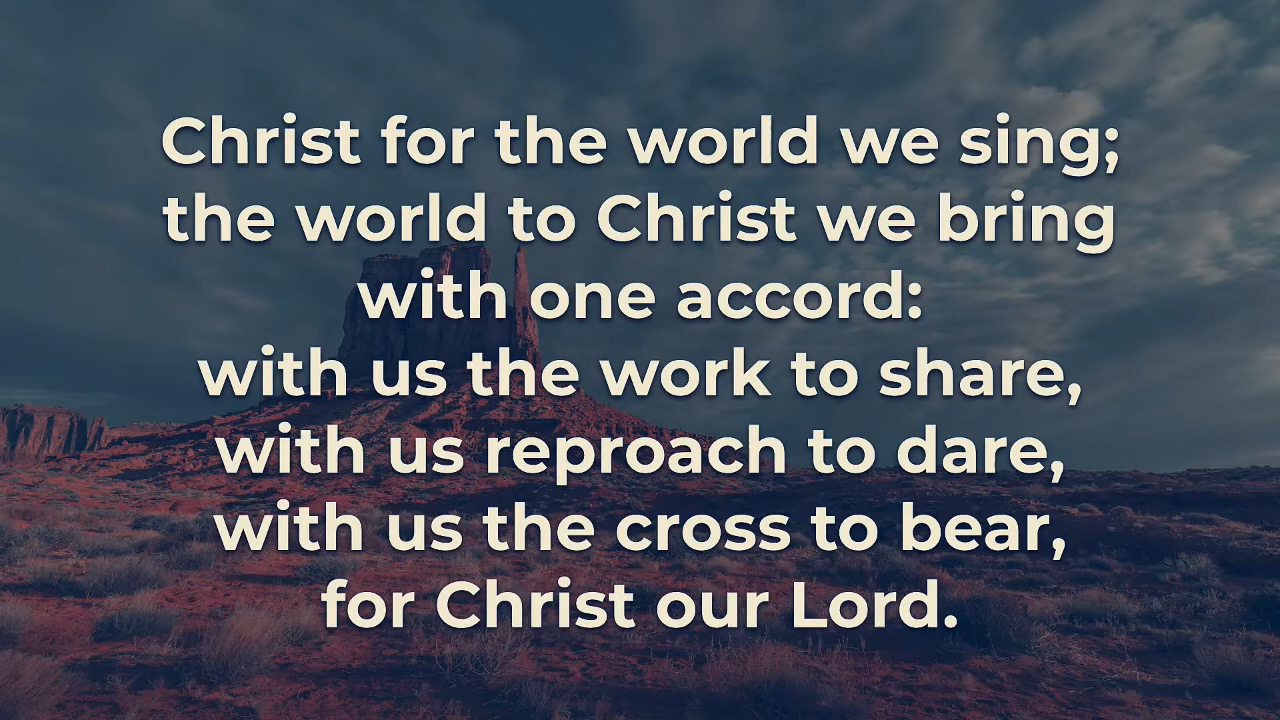 Christ for the world we sing;
the world to Christ we bring
with one accord:
with us the work to share,
with us reproach to dare,
with us the cross to bear,
for Christ our Lord.